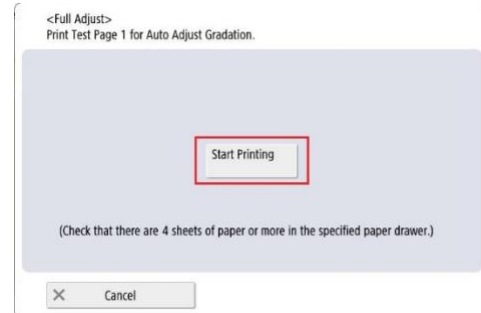 <Full Adjust>
Print Test Page 1 for Auto Adjust Gradation.
Start Printing
(Check that there are 4 sheets of paper or more in the specified paper drawer.)
Cancel